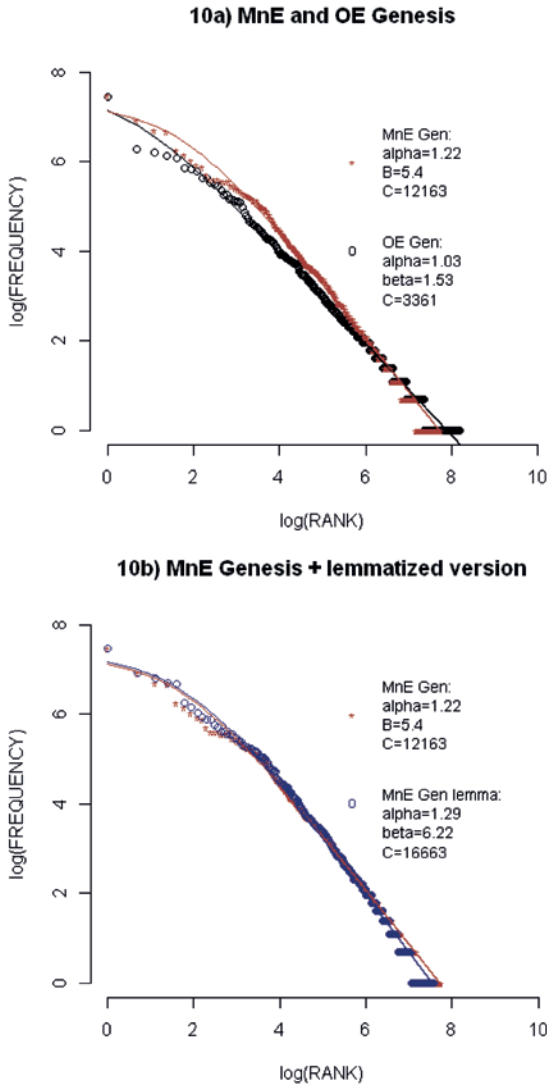 10a) MnE and OE Genesis
log(FREQUENCY)
8
6
4
2
0
0 2 4 6 8 10
log(RANK)
* MnE Gen:
alpha=1.22
B=5.4
C=12163
o OE Gen:
alpha=1.03
beta=1.53
C=3361
10b) MnE Genesis + lemmatized version
log(FREQUENCY)
8
6
4
2
0
0 2 4 6 8 10
log(RANK)
* MnE Gen:
alpha=1.22
B=5.4
C=12163
o MnE Gen lemma:
alpha=1.29
beta=6.22
C=16663